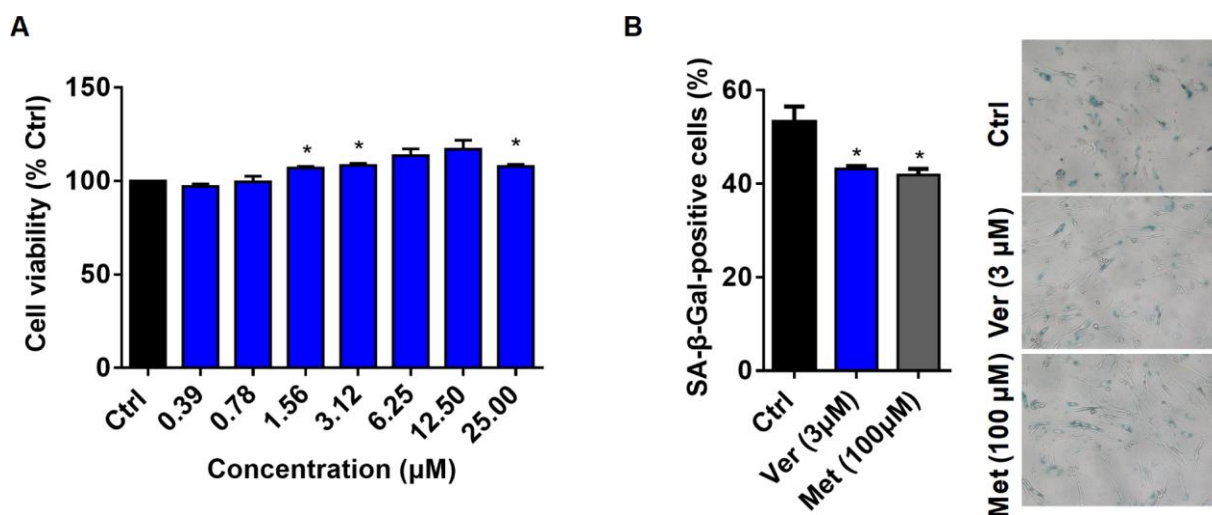 A
Cell viability (% Ctrl)
150
100
50
0
*
*
*
Ctrl
0.39
0.78
1.56
3.12
6.25
12.50
25.00
Concentration (µM)
B
SA-β-Gal-positive cells (%)
60
40
20
0
*
*
Ctrl
Ver (3µM)
Met (100µM)
Ctrl
Ver (3 µM)
Met (100 µM)